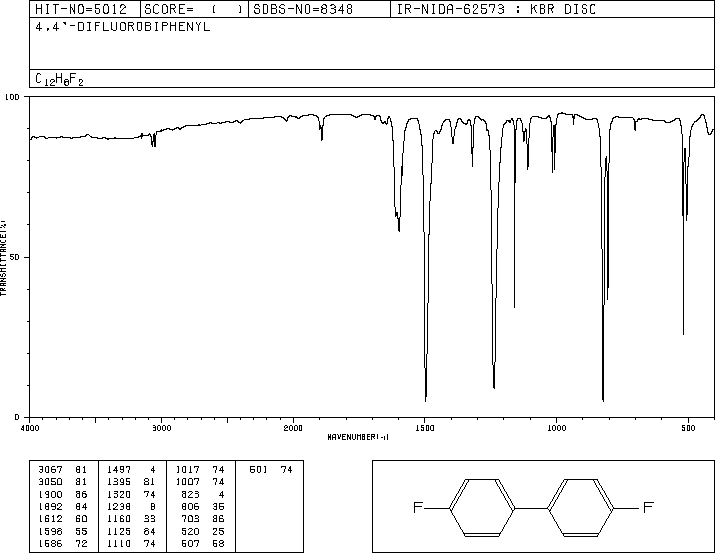 HIT-NO=5012 SCORE= ( ) SDBS-NO=8348 IR-NIDA-62573 : KBR DISC
4,4'-DIFLUOROBIPHENYL
C12H8F2
100
TRANSMITTANCE(%)
50
0
4000 3000 2000 1500 1000 500
WAVENUMBER(-1)
3067 81 1497 4 1017 74 501 74
3050 81 1395 81 1007 74
1900 86 1320 74 823 4
1892 84 1238 8 806 35
1612 60 1160 33 703 86
1598 55 1125 84 520 25
1586 72 1110 74 507 58
F F